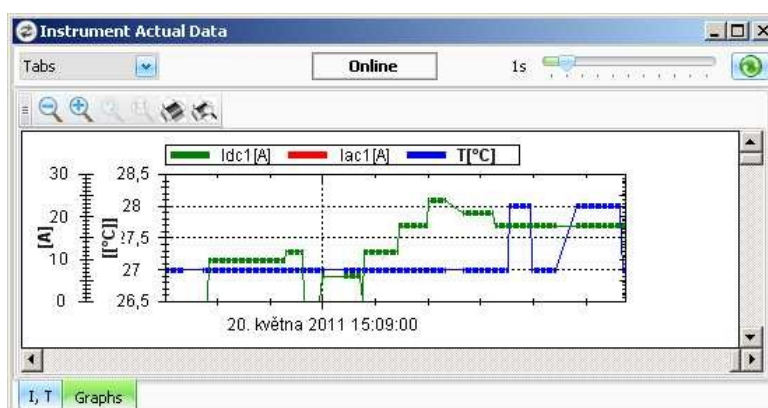 Instrument Actual Data
Tabs Online 1s
Idc1[A] Iac1[A] T[°C]
30 28,5
20 28
[A] [[°C]] 27,5
10 27
0 26,5
20. května 2011 15:09:00
I, T Graphs